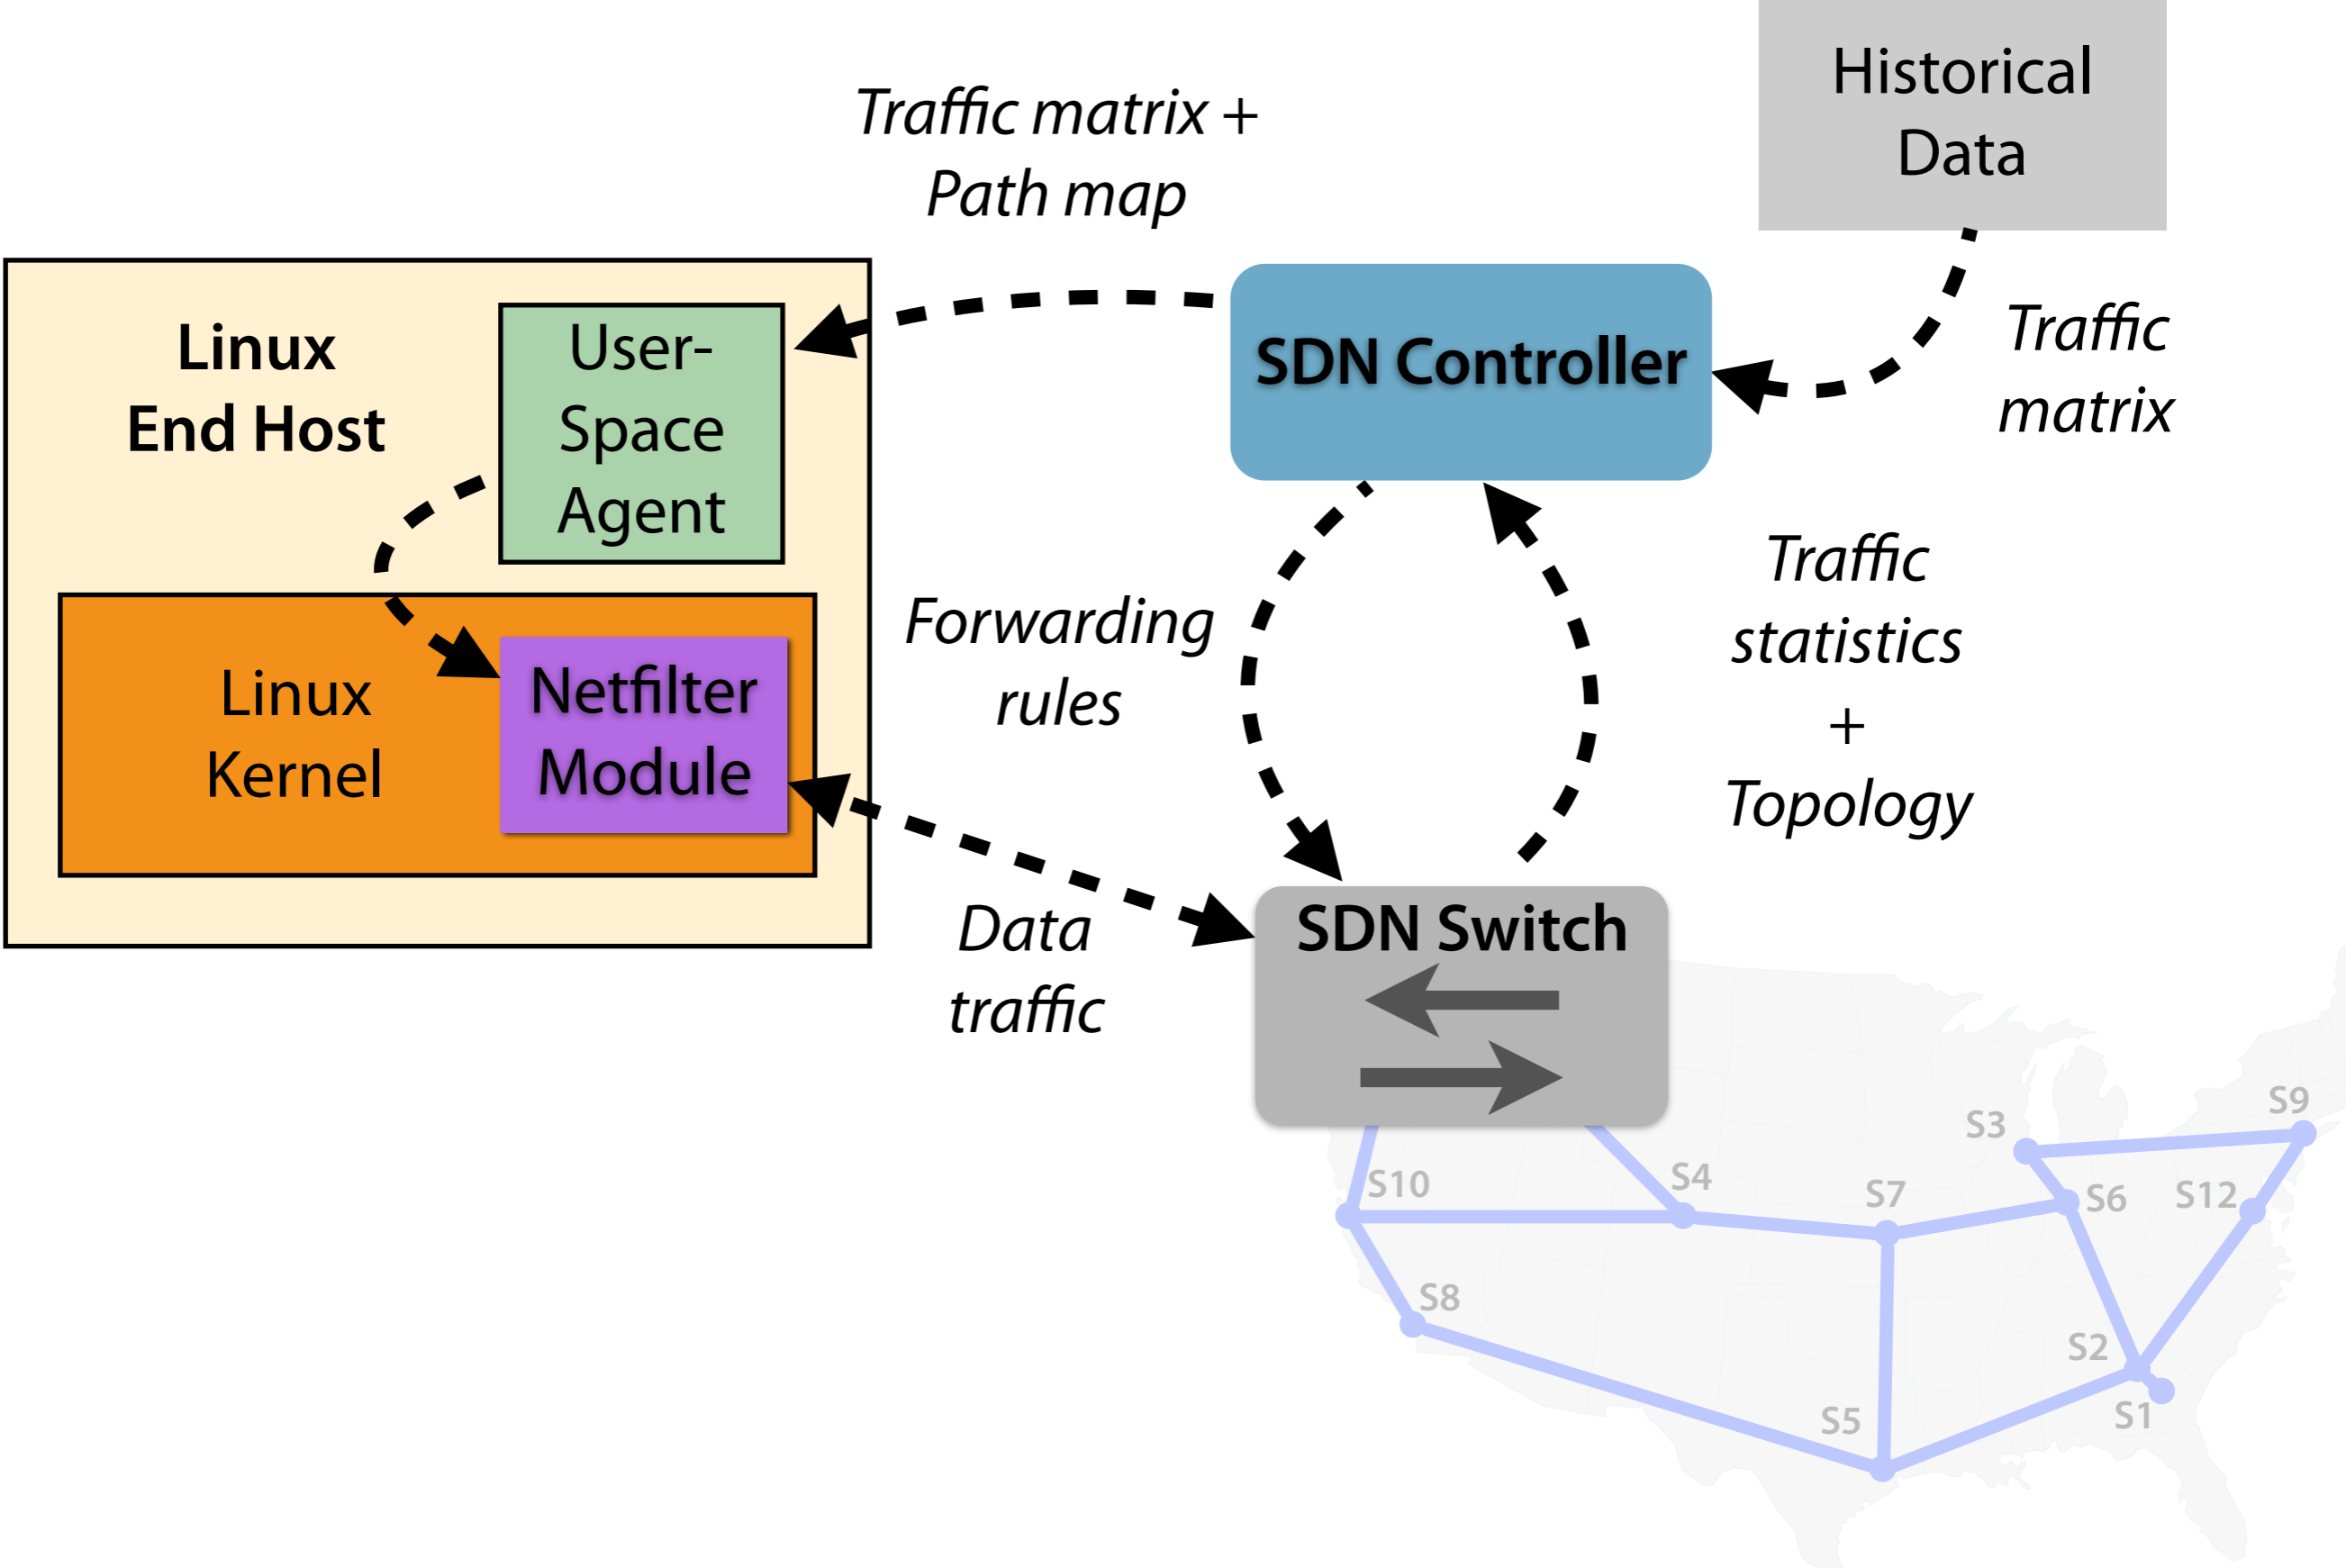 Historical
Data
Traffic matrix +
Path map
Linux
End Host
User-
Space
Agent
SDN Controller
Traffic
matrix
Forwarding
rules
Traffic
statistics
+
Topology
Linux
Kernel
Netfilter
Module
Data
traffic
SDN Switch
S9
S3
S10
S4
S7
S6
S12
S8
S2
S5
S1